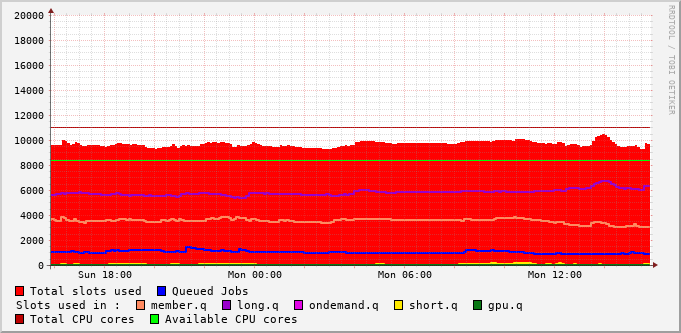 20000
18000
16000
14000
12000
10000
8000
6000
4000
2000
0
Sun 18:00 Mon 00:00 Mon 06:00 Mon 12:00
Total slots used Queued Jobs
Slots used in : member.q long.q ondemand.q short.q gpu.q
Total CPU cores Available CPU cores
RRDTOOL / TOBI OETIKER